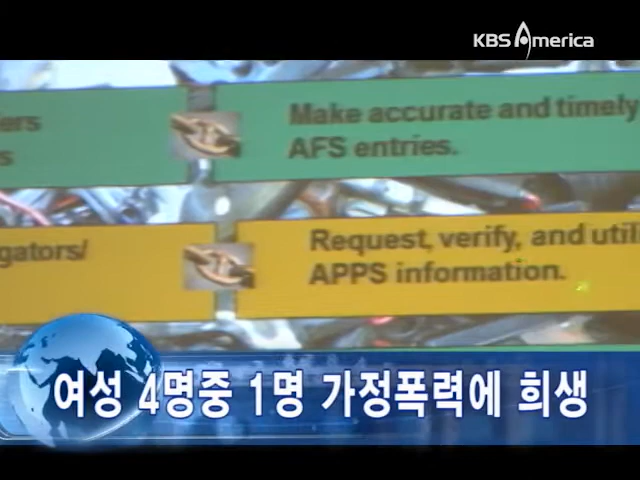 KBS America
ers
s
Make accurate and timely
AFS entries.
gators/
Request, verify, and util
APPS information.
여성 4명중 1명 가정폭력에 희생